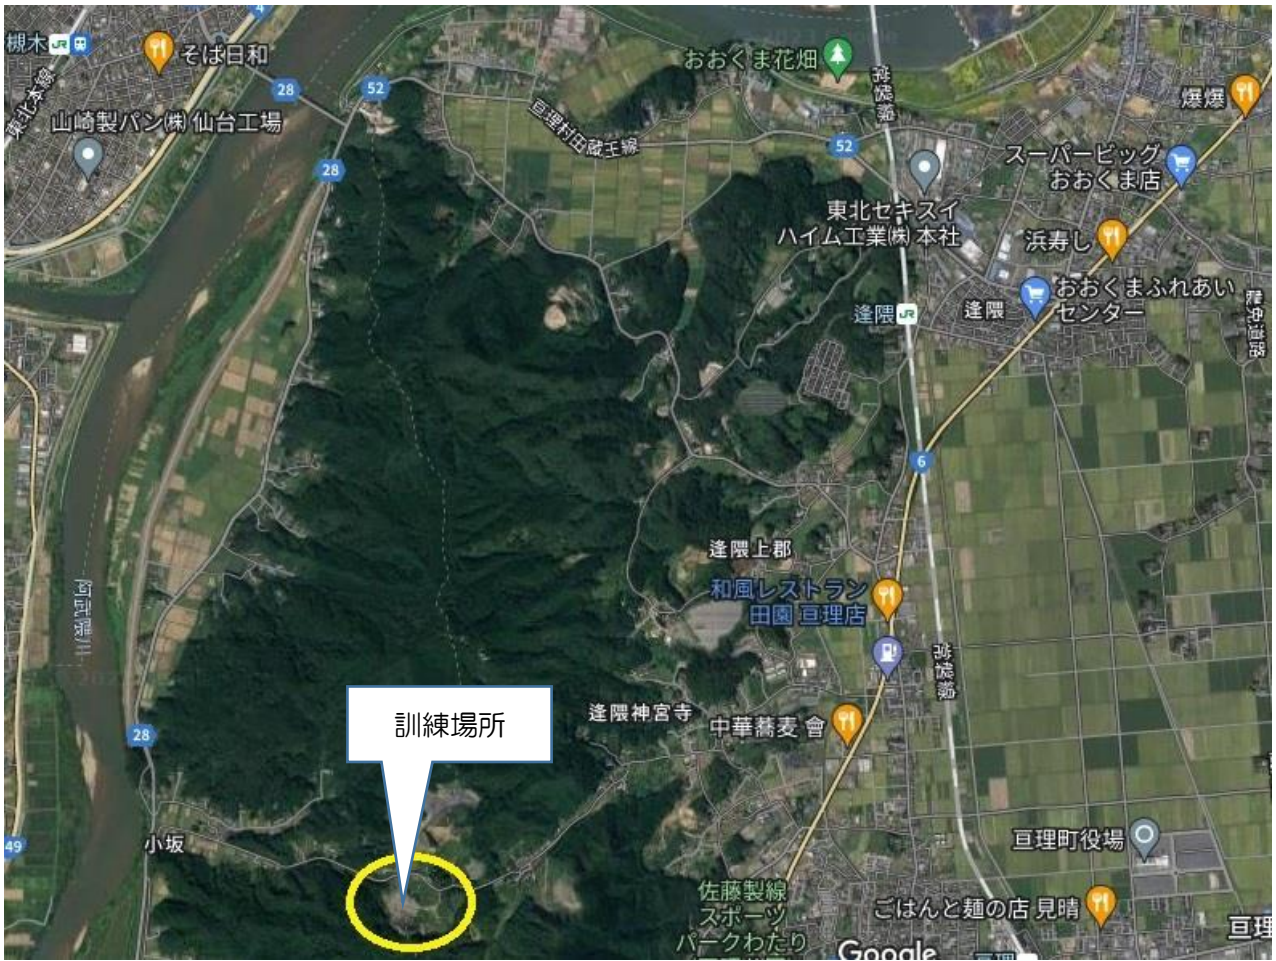 4
槻木
JR
そば日和
おおくま花畑
常磐線
爆爆
28
52
東北本線
山崎製パン(株) 仙台工場
亘理村田蔵王線
52
スーパービッグ
おおくま店
28
東北セキスイ
ハイム工業(株) 本社
浜寿し
おおくまふれあい
センター
逢隈
JR
逢隈
6
逢隈上郡
和風レストラン
田園 亘理店
阿武隈川
常磐線
訓練場所
逢隈神宮寺
中華蕎麦 會
28
49
小坂
亘理町役場
佐藤製線
スポーツ
パークわたり
ごはんと麺の店 見晴
亘理
Google
亘理